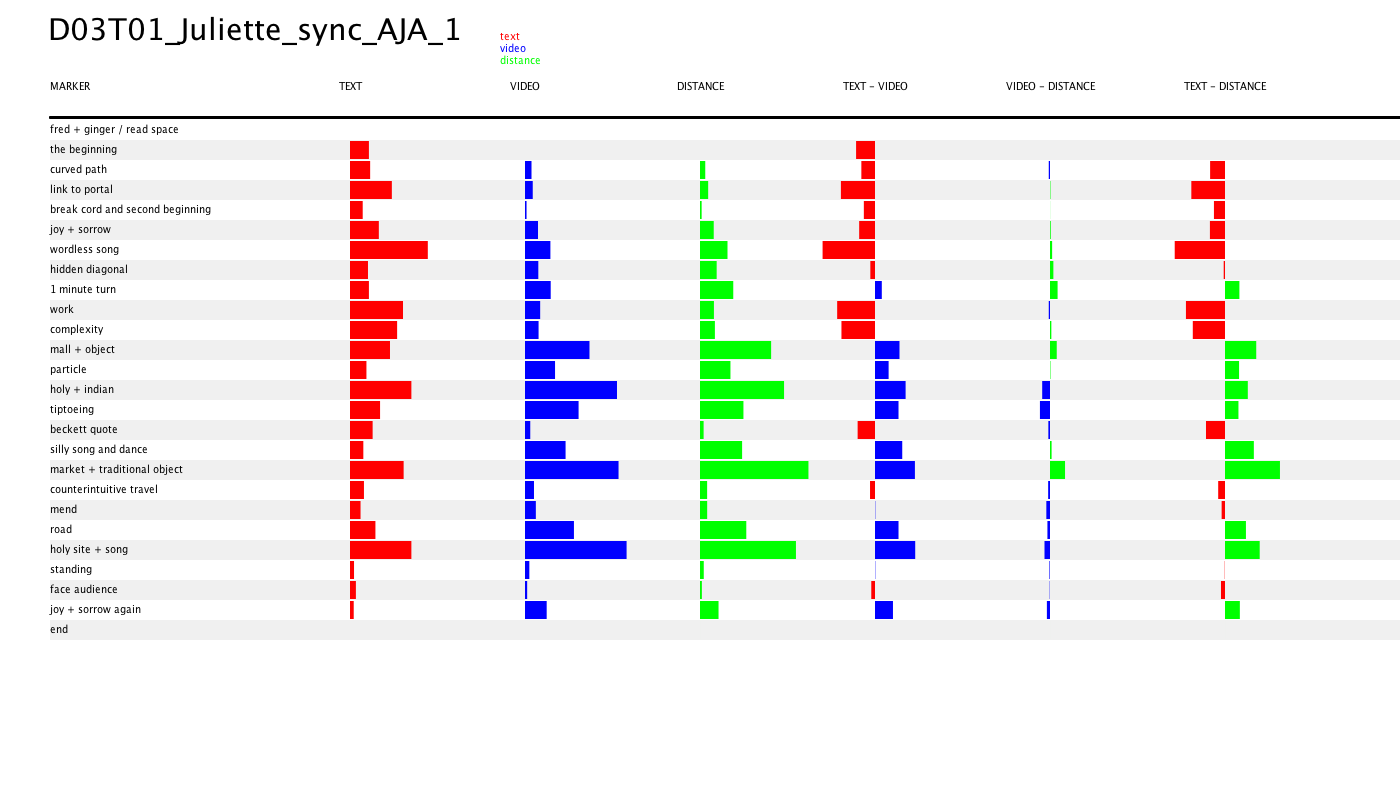 D03T01_Juliette_sync_AJA_1
text
video
distance
MARKER TEXT VIDEO DISTANCE TEXT - VIDEO VIDEO - DISTANCE TEXT - DISTANCE
fred + ginger / read space
the beginning
curved path
link to portal
break cord and second beginning
joy + sorrow
wordless song
hidden diagonal
1 minute turn
work
complexity
mall + object
particle
holy + indian
tiptoeing
beckett quote
silly song and dance
market + traditional object
counterintuitive travel
mend
road
holy site + song
standing
face audience
joy + sorrow again
end